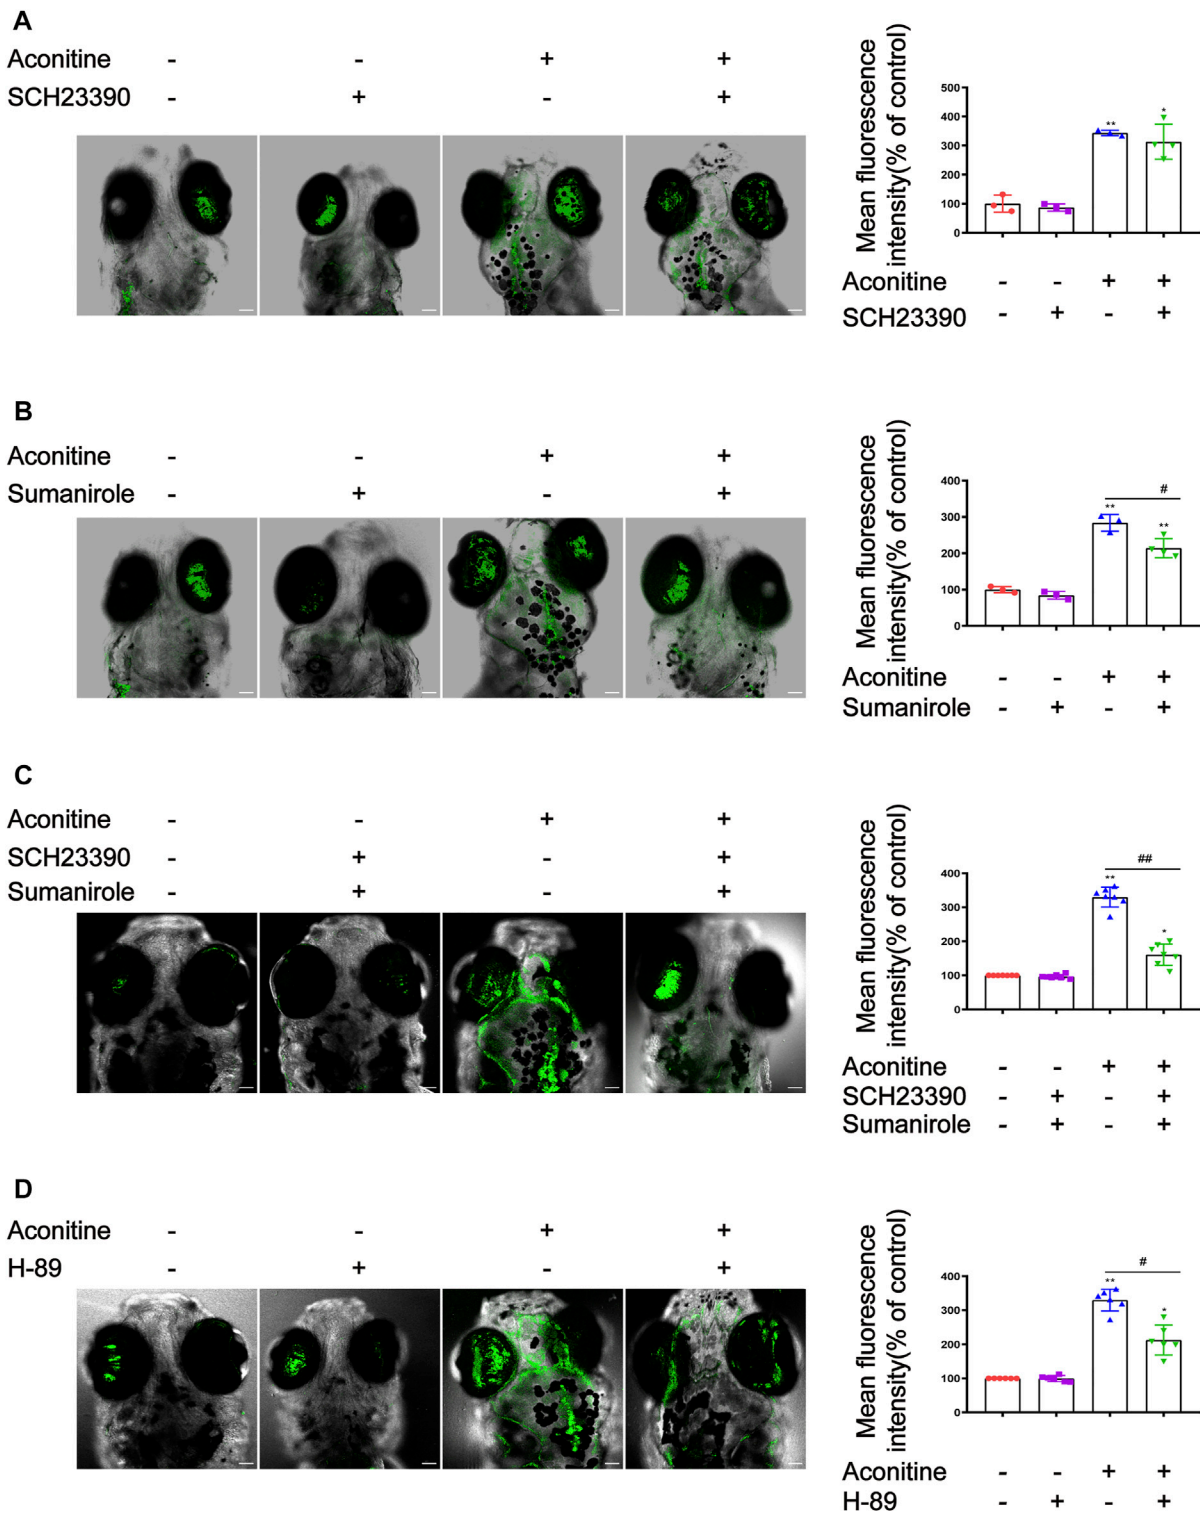 A
Aconitine - - + +
SCH23390 - + - +
Mean fluorescence
intensity(% of control)
500
400
300
200
100
0
** *
Aconitine - - + +
SCH23390 - + - +
B
Aconitine - - + +
Sumanirole - + - +
Mean fluorescence
intensity(% of control)
400
300
200
100
0
#
** **
Aconitine - - + +
Sumanirole - + - +
C
Aconitine - - + +
SCH23390 - + - +
Sumanirole - + - +
Mean fluorescence
intensity(% of control)
400
300
200
100
0
##
** *
Aconitine - - + +
SCH23390 - + - +
Sumanirole - + - +
D
Aconitine - - + +
H-89 - + - +
Mean fluorescence
intensity(% of control)
400
300
200
100
0
#
** *
Aconitine - - + +
H-89 - + - +